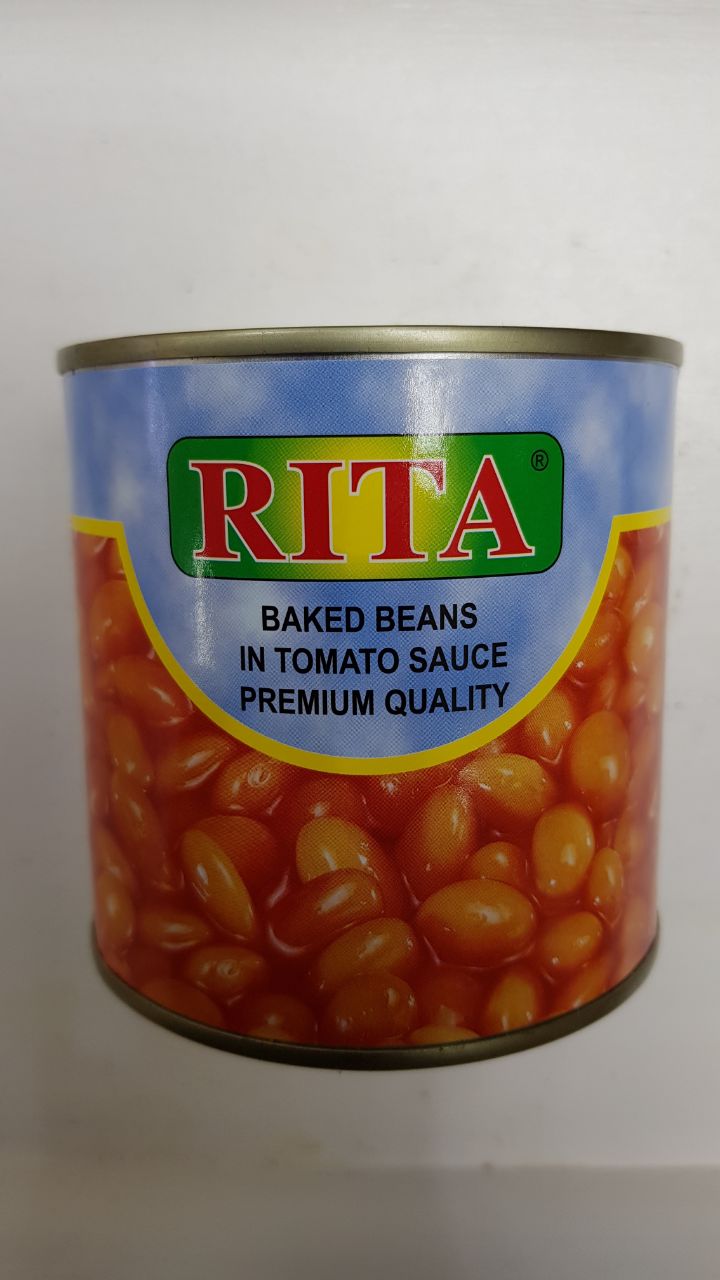 RITA®
BAKED BEANS
IN TOMATO SAUCE
PREMIUM QUALITY